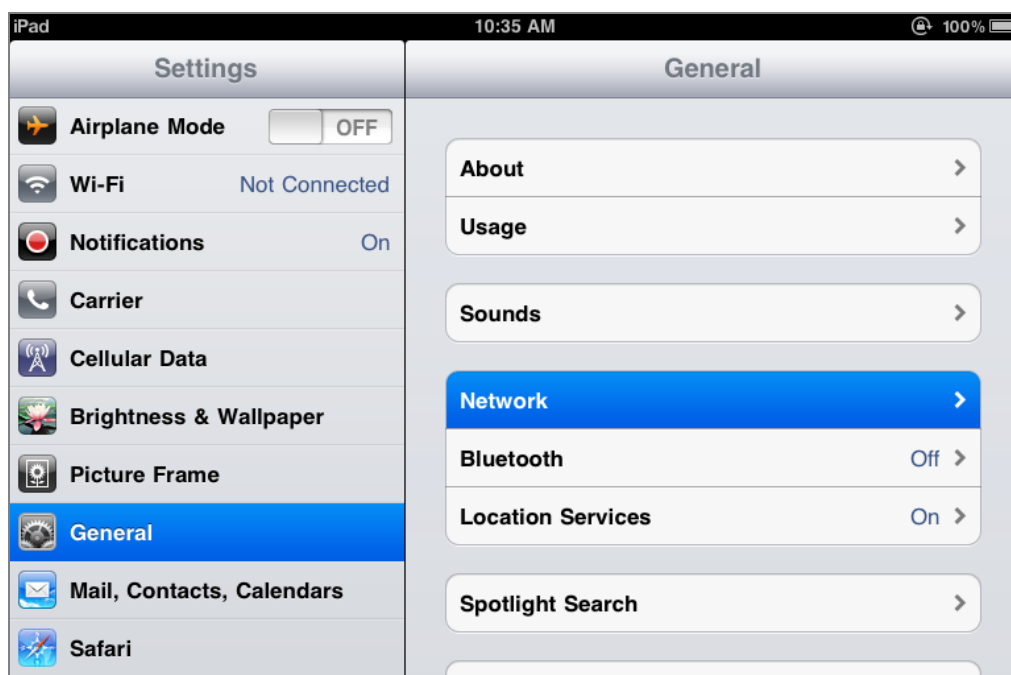 iPad 10:35 AM 100%
Settings
Airplane Mode OFF
Wi-Fi Not Connected
Notifications On
Carrier
Cellular Data
Brightness & Wallpaper
Picture Frame
General
Mail, Contacts, Calendars
Safari
General
About
Usage
Sounds
Network
Bluetooth Off
Location Services On
Spotlight Search